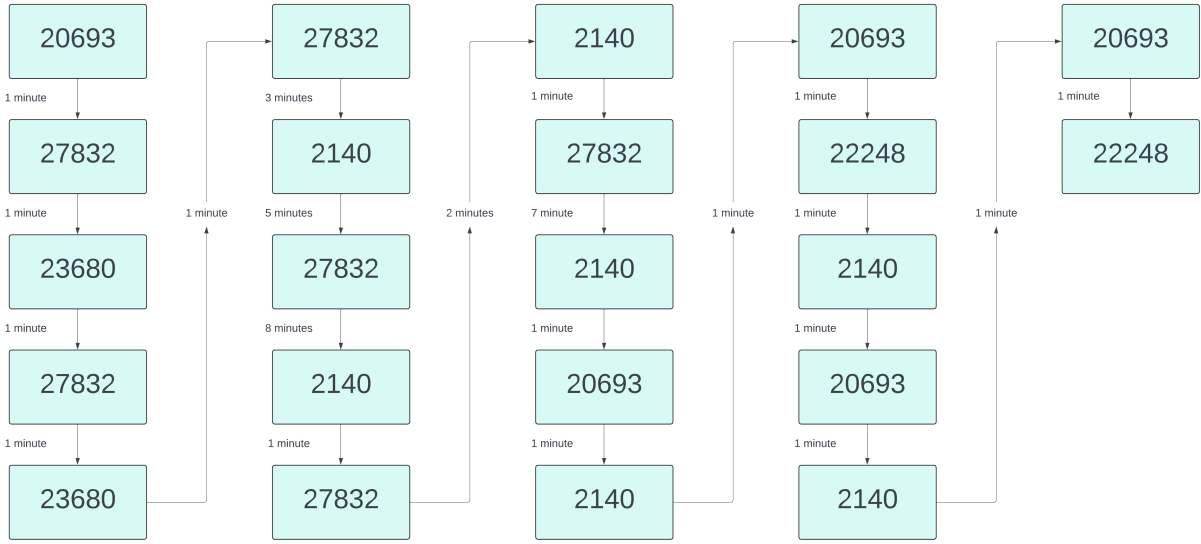 20693
1 minute
27832
1 minute
23680
1 minute
27832
1 minute
23680
1 minute
27832
3 minutes
2140
5 minutes
27832
8 minutes
2140
1 minute
27832
2 minutes
2140
1 minute
27832
7 minute
2140
1 minute
20693
1 minute
2140
1 minute
20693
1 minute
22248
1 minute
2140
1 minute
20693
1 minute
2140
1 minute
20693
1 minute
22248